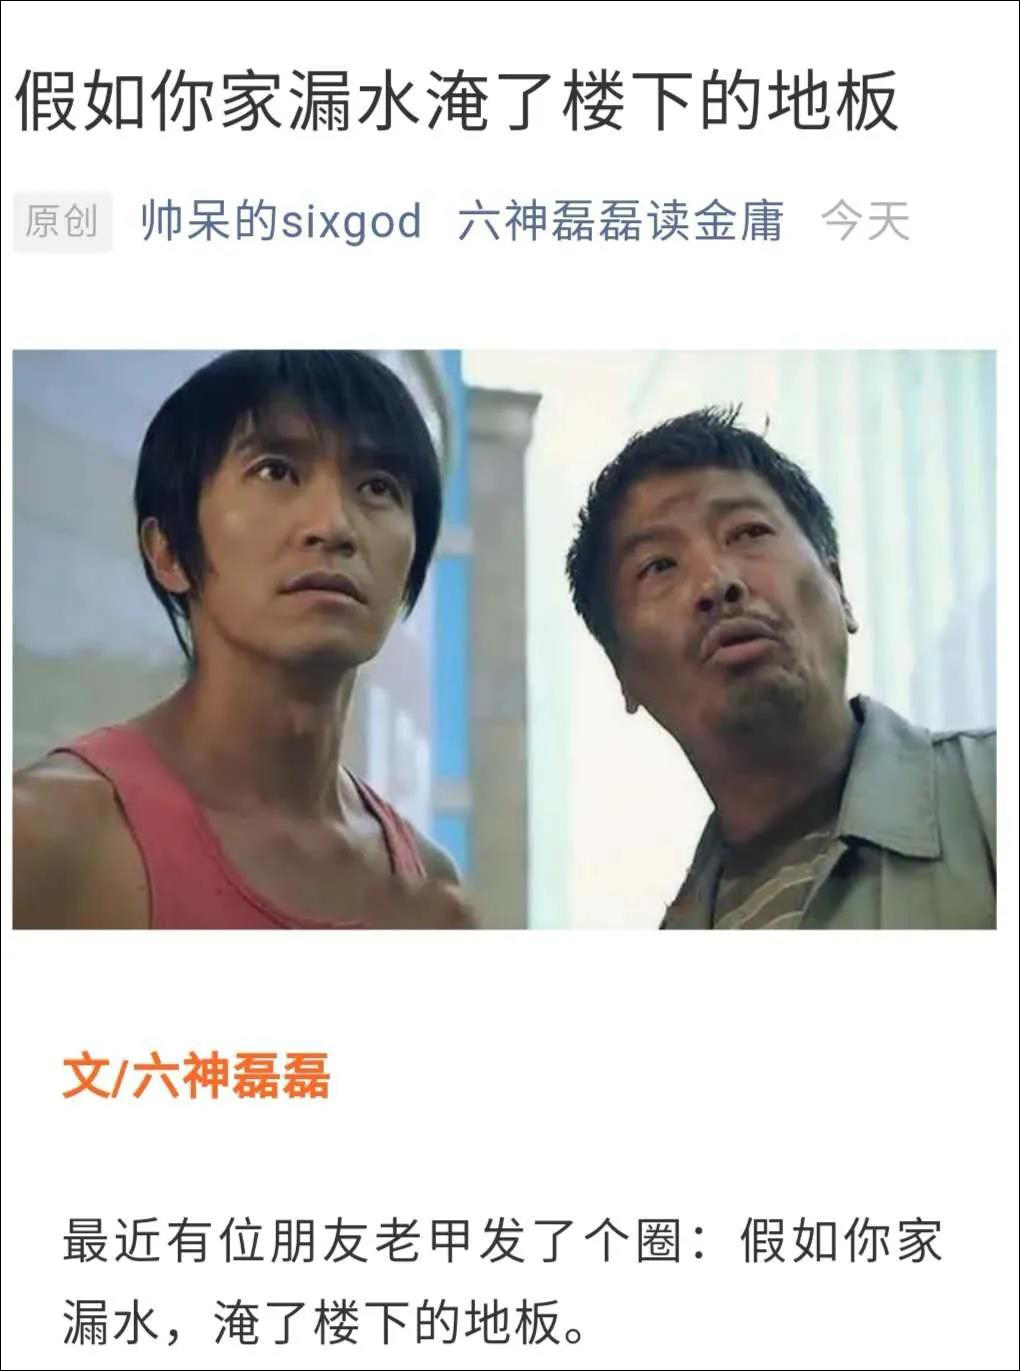 假如你家漏水淹了楼下的地板
原创 帅呆的sixgod 六神磊磊读金庸 今天
文/六神磊磊
最近有位朋友老甲发了个圈：假如你家
漏水，淹了楼下的地板。